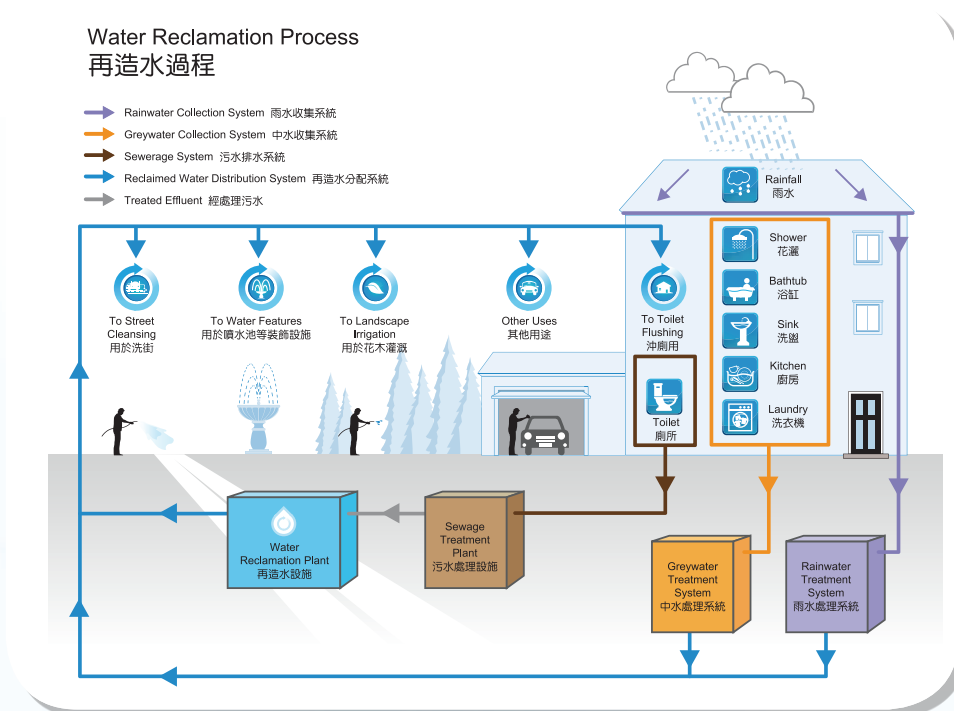 Water Reclamation Process
再造水過程
Rainwater Collection System 雨水收集系統
Greywater Collection System 中水收集系統
Sewerage System 污水排水系統
Reclaimed Water Distribution System 再造水分配系統
Treated Effluent 經處理污水
Rainfall
雨水
Shower
花灑
Bathtub
浴缸
Sink
洗盥
Kitchen
廚房
Laundry
洗衣機
To Street
Cleansing
用於洗街
To Water Features
用於噴水池等裝飾設施
To Landscape
Irrigation
用於花木灌溉
Other Uses
其他用途
To Toilet
Flushing
沖廁用
Toilet
廁所
Water
Reclamation Plant
再造水設施
Sewage
Treatment
Plant
污水處理設施
Greywater
Treatment
System
中水處理系統
Rainwater
Treatment
System
雨水處理系統